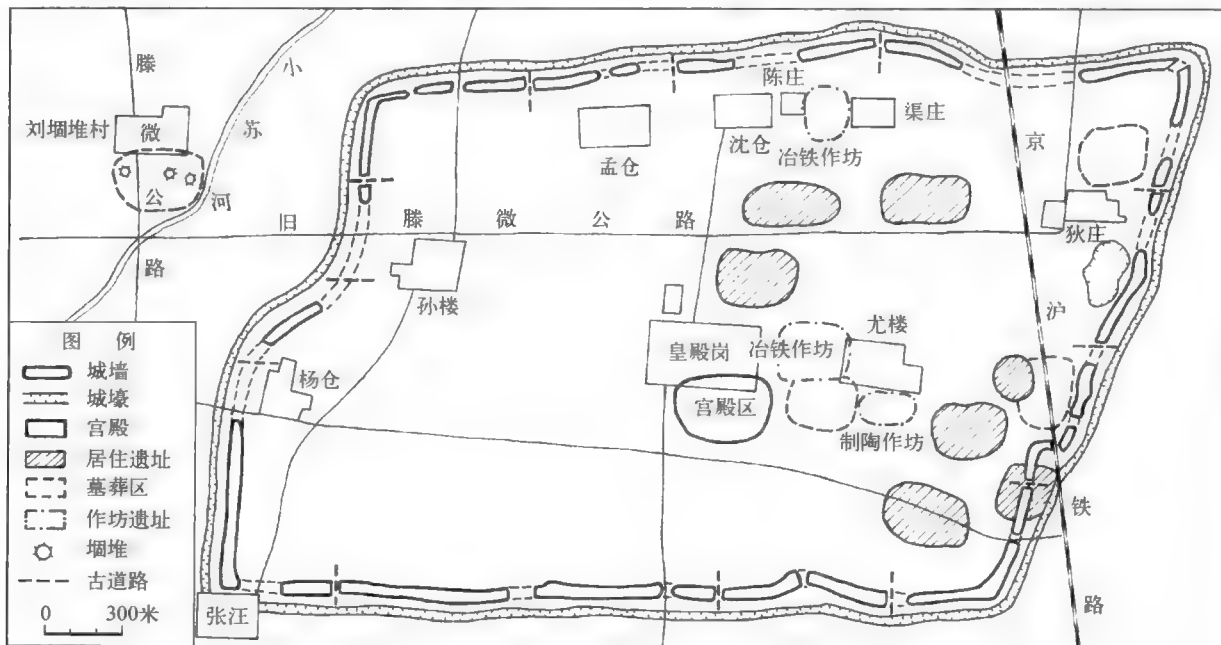 滕微公路
小苏河
刘堌堆村
陈庄
渠庄
孟仓
沈仓
冶铁作坊
京沪铁路
旧滕微公路
狄庄
孙楼
皇殿岗
冶铁作坊
尤楼
杨仓
宫殿区
制陶作坊
张汪
图例
城墙
城壕
宫殿
居住遗址
墓葬区
作坊遗址
堌堆
古道路
0 300米